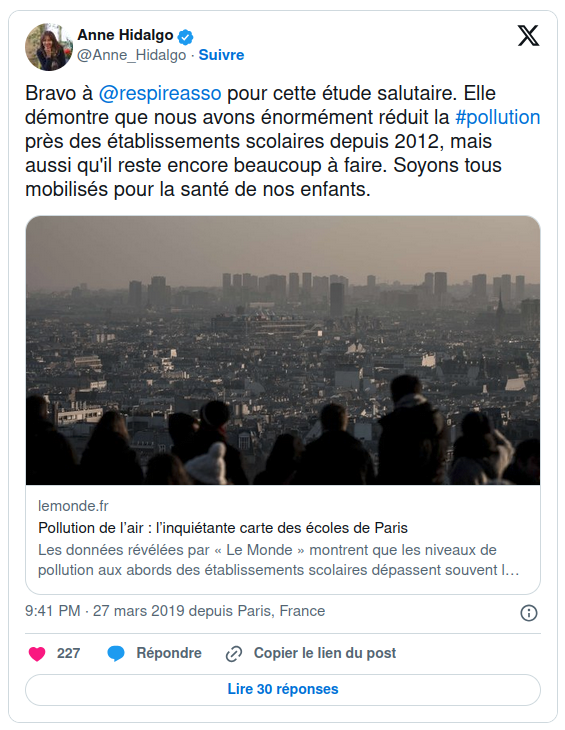 Anne Hidalgo
@Anne_Hidalgo · Suivre
Bravo à @respireasso pour cette étude salutaire. Elle
démontre que nous avons énormément réduit la #pollution
près des établissements scolaires depuis 2012, mais
aussi qu'il reste encore beaucoup à faire. Soyons tous
mobilisés pour la santé de nos enfants.
lemonde.fr
Pollution de l’air : l’inquiétante carte des écoles de Paris
Les données révélées par « Le Monde » montrent que les niveaux de
pollution aux abords des établissements scolaires dépassent souvent l…
9:41 PM · 27 mars 2019 depuis Paris, France
227 Répondre Copier le lien du post
Lire 30 réponses